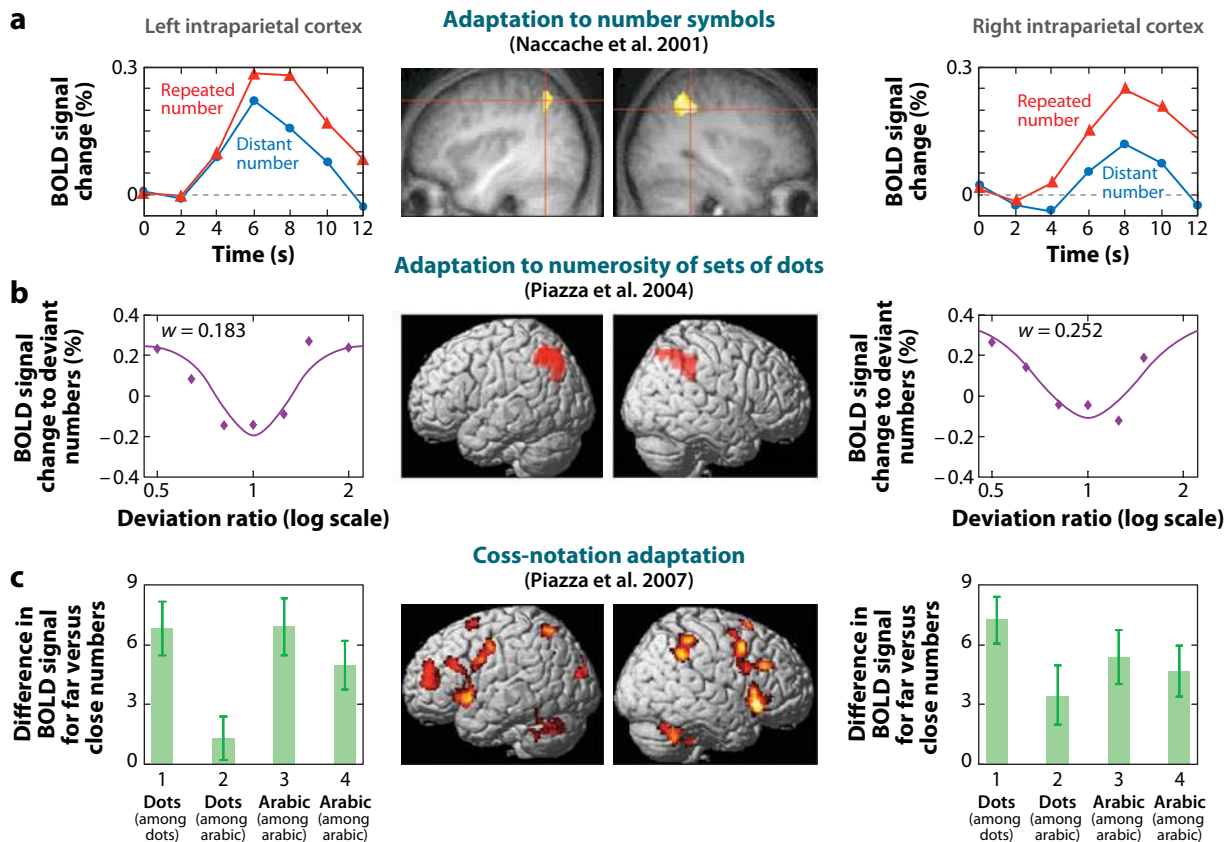 a
Left intraparietal cortex
Adaptation to number symbols
(Naccache et al. 2001)
Right intraparietal cortex
BOLD signal
change (%)
0.3
0
Repeated
number
Distant
number
0 2 4 6 8 10 12
Time (s)
BOLD signal
change (%)
0.3
0
Repeated
number
Distant
number
0 2 4 6 8 10 12
Time (s)
Adaptation to numerosity of sets of dots
(Piazza et al. 2004)
b
BOLD signal
change to deviant
numbers (%)
0.4
0.2
0
–0.2
–0.4
w = 0.183
0.5 1 2
Deviation ratio (log scale)
BOLD signal
change to deviant
numbers (%)
0.4
0.2
0
–0.2
–0.4
w = 0.252
0.5 1 2
Deviation ratio (log scale)
Coss-notation adaptation
(Piazza et al. 2007)
c
Difference in
BOLD signal
for far versus
close numbers
9
6
3
0
1 2 3 4
Dots Dots Arabic Arabic
(among (among (among (among
dots) arabic) arabic) arabic)
Difference in
BOLD signal
for far versus
close numbers
9
6
3
0
1 2 3 4
Dots Dots Arabic Arabic
(among (among (among (among
dots) arabic) arabic) arabic)